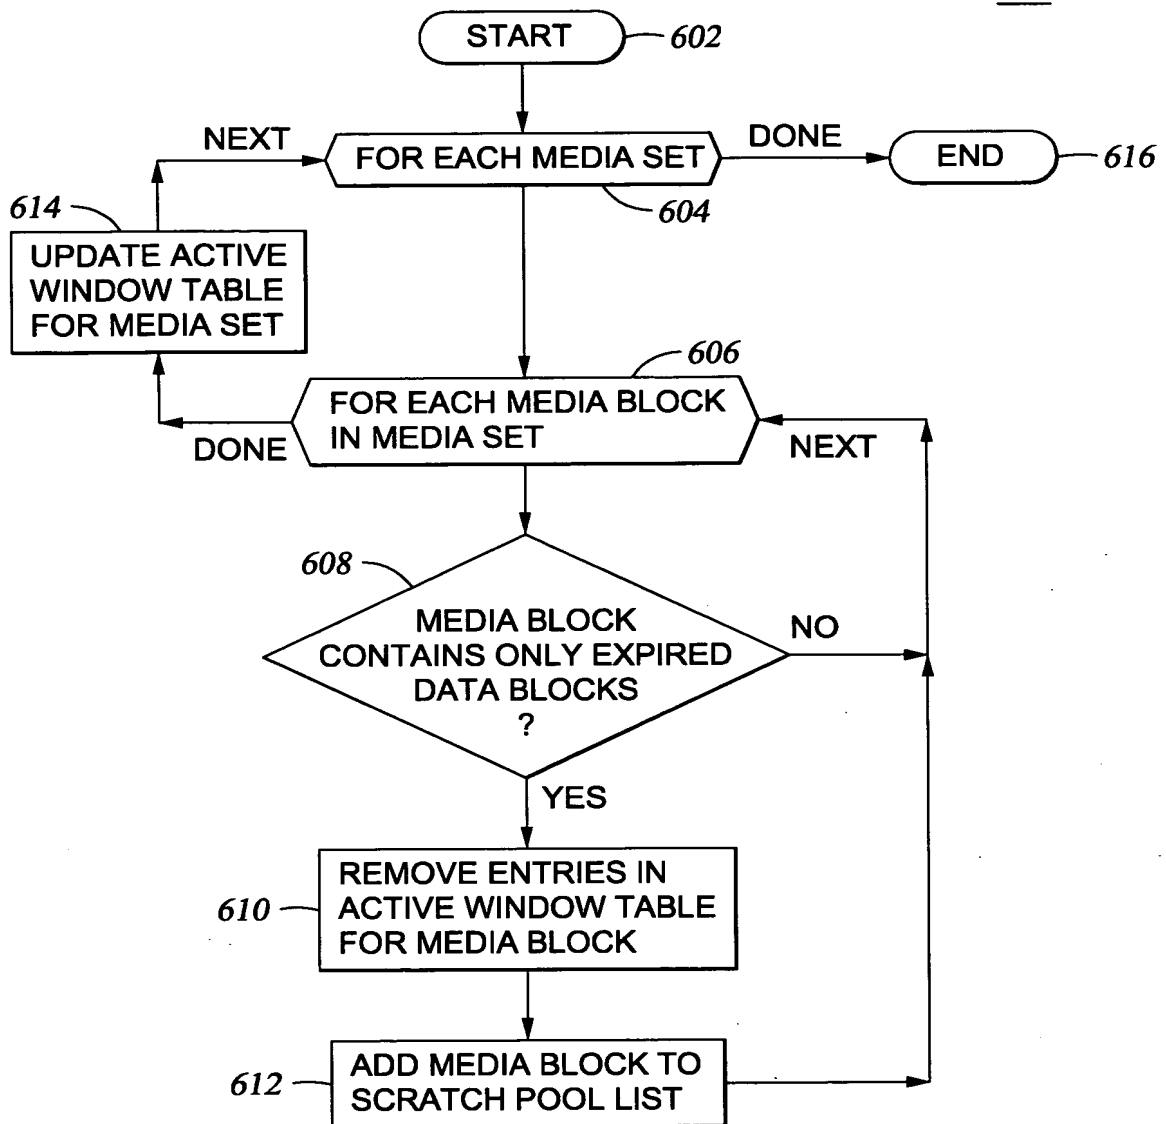 START
602
NEXT
FOR EACH MEDIA SET
DONE
END
616
604
614
UPDATE ACTIVE
WINDOW TABLE
FOR MEDIA SET
606
FOR EACH MEDIA BLOCK
IN MEDIA SET
DONE
NEXT
608
MEDIA BLOCK
CONTAINS ONLY EXPIRED
DATA BLOCKS
?
NO
YES
610
REMOVE ENTRIES IN
ACTIVE WINDOW TABLE
FOR MEDIA BLOCK
612
ADD MEDIA BLOCK TO
SCRATCH POOL LIST